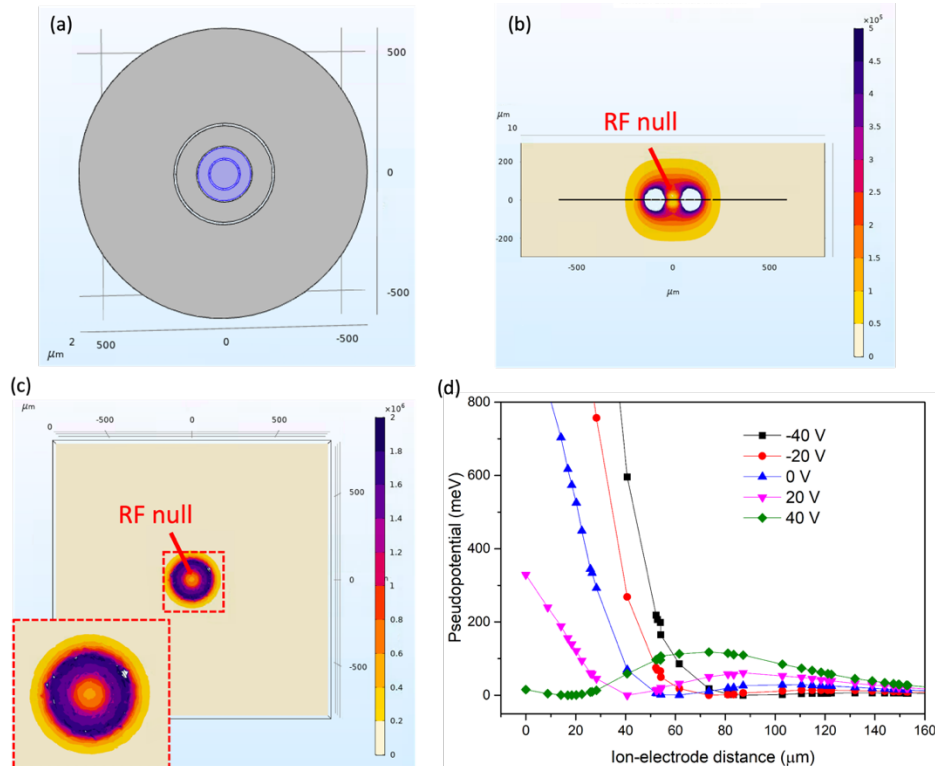 (a)
500
0
-500
μm
2
500
0
-500
(b)
RF null
μm
10
200
0
-200
-500
0
500
μm
×10⁵
5
4.5
4
3.5
3
2.5
2
1.5
1
0.5
0
(c)
μm
0
-500
0
500
RF null
500
0
-500
×10⁶
2
1.8
1.6
1.4
1.2
1
0.8
0.6
0.4
0.2
0
(d)
Pseudopotential (meV)
800
600
400
200
0
-40 V
-20 V
0 V
20 V
40 V
0 20 40 60 80 100 120 140 160
Ion-electrode distance (μm)